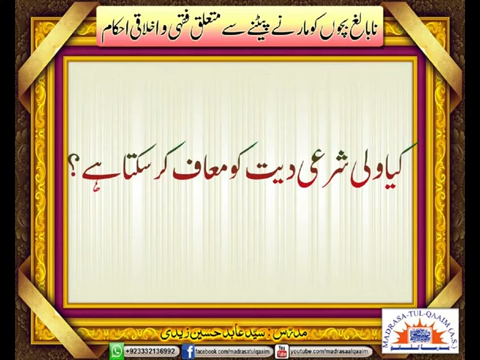 نابالغ بچوں کو مارنے پیٹنے سے متعلق فقہی و اخلاقی احکام
کیا ولی شرعی دیت کو معاف کر سکتا ہے ؟
مدرس : سید عابد حسین زیدی
+923332136992 facebook.com/madrasatulqaaim youtube.com/madrasaalqaaim
MADRASA-TUL-QAAIM (A.S.)